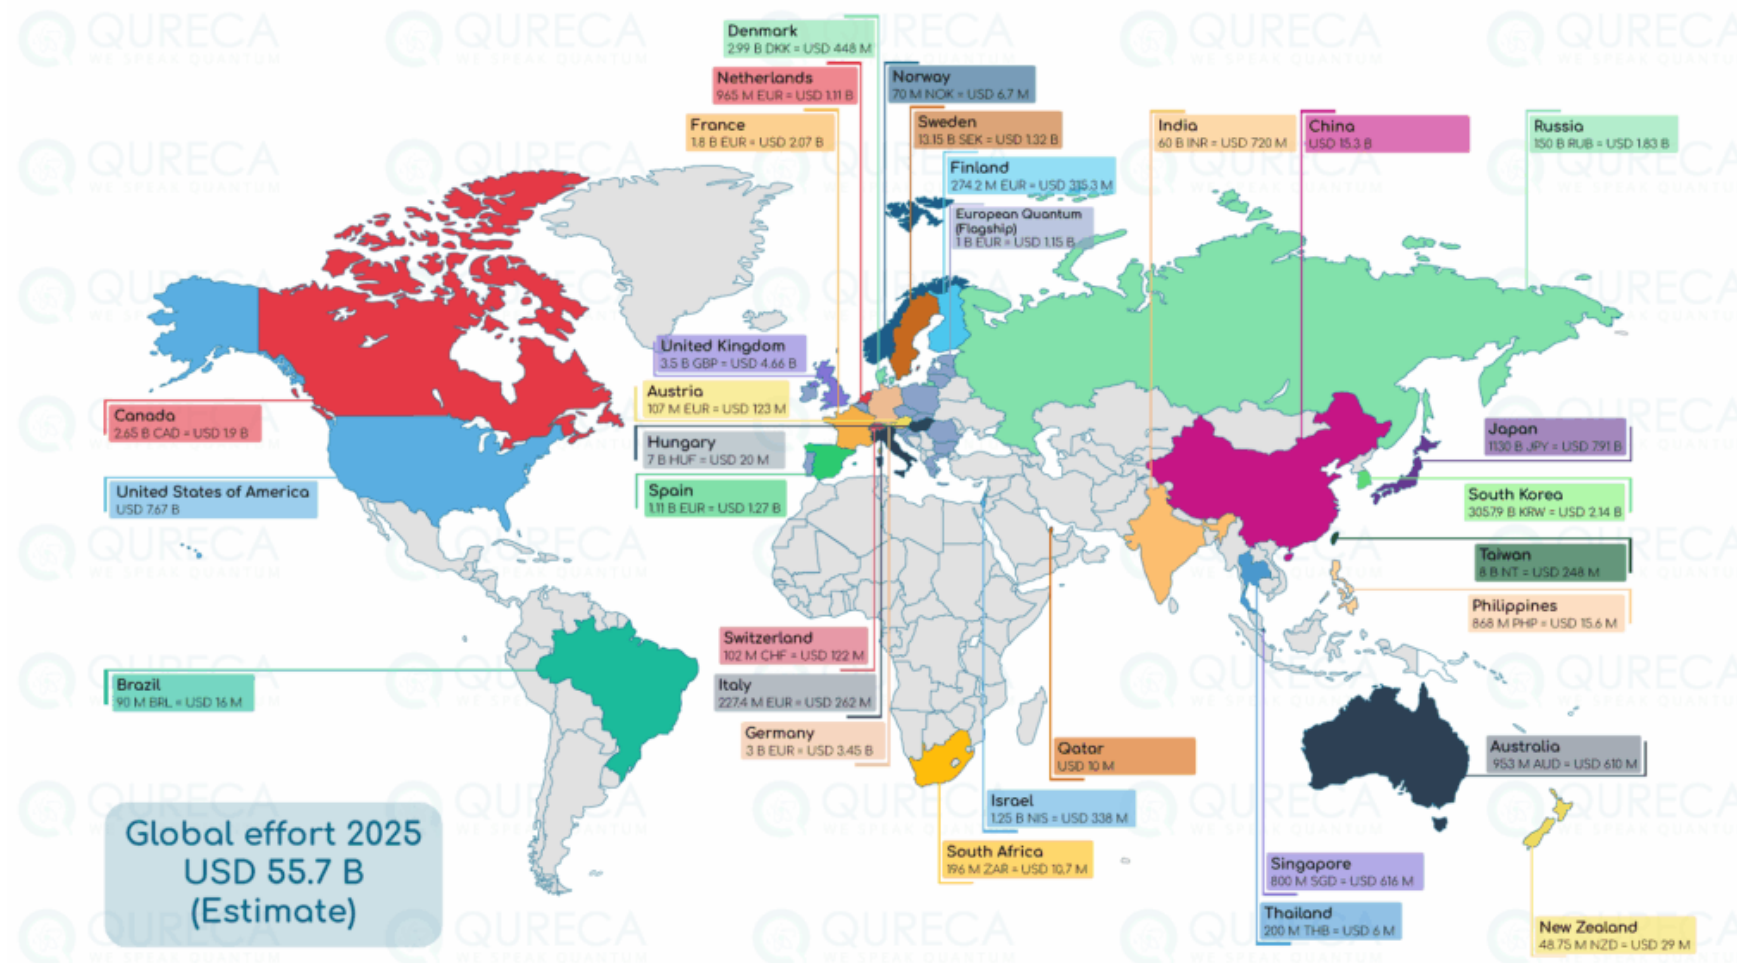 QURECA
WE SPEAK QUANTUM
Denmark
2.99 B DKK = USD 448 M
Netherlands
965 M EUR = USD 1.11 B
France
1.8 B EUR = USD 2.07 B
Norway
70 M NOK = USD 6.7 M
Sweden
13.15 B SEK = USD 1.32 B
Finland
274.2 M EUR = USD 315.3 M
European Quantum
(Flagship)
1 B EUR = USD 1.15 B
India
60 B INR = USD 720 M
China
USD 15.3 B
Russia
150 B RUB = USD 1.83 B
United Kingdom
3.5 B GBP = USD 4.66 B
Austria
107 M EUR = USD 123 M
Hungary
7 B HUF = USD 20 M
Spain
1.11 B EUR = USD 1.27 B
Canada
2.65 B CAD = USD 1.9 B
United States of America
USD 7.67 B
Japan
1130 B JPY = USD 7.91 B
South Korea
3057.9 B KRW = USD 2.14 B
Taiwan
8 B NT = USD 248 M
Philippines
868 M PHP = USD 15.6 M
Brazil
90 M BRL = USD 16 M
Switzerland
102 M CHF = USD 122 M
Italy
227.4 M EUR = USD 262 M
Germany
3 B EUR = USD 3.45 B
Qatar
USD 10 M
Israel
1.25 B NIS = USD 338 M
South Africa
196 M ZAR = USD 10,7 M
Australia
953 M AUD = USD 610 M
Singapore
800 M SGD = USD 616 M
Thailand
200 M THB = USD 6 M
New Zealand
48.75 M NZD = USD 29 M
Global effort 2025
USD 55.7 B
(Estimate)